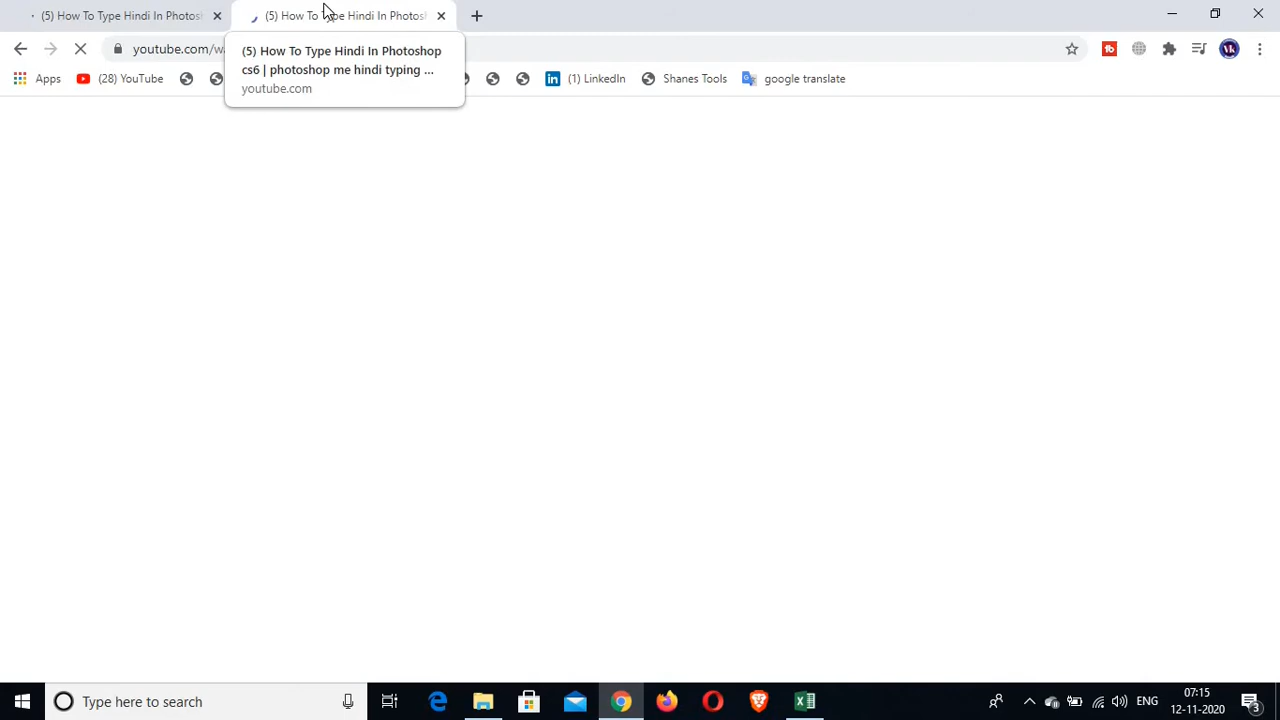 (5) How To Type Hindi In Photos
(5) How To Type Hindi In Photos
youtube.com/w
(5) How To Type Hindi In Photoshop
cs6 | photoshop me hindi typing ...
youtube.com
Apps
(28) YouTube
(1) LinkedIn
Shanes Tools
google translate
VK
Type here to search
ENG
07:15
12-11-2020
3